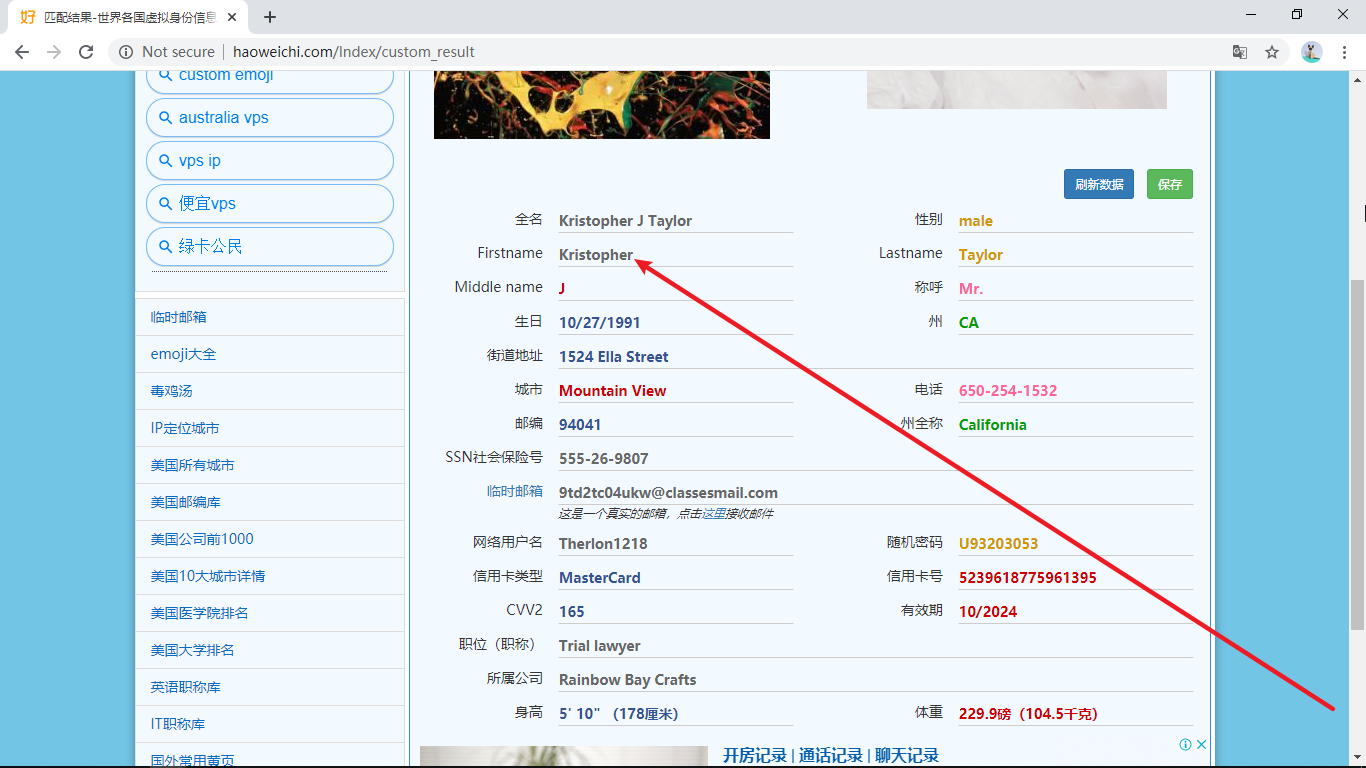 匹配结果-世界各国虚拟身份信息
Not secure haoweichi.com/Index/custom_result
custom emoji
australia vps
vps ip
便宜vps
绿卡公民
临时邮箱
emoji大全
毒鸡汤
IP定位城市
美国所有城市
美国邮编库
美国公司前1000
美国10大城市详情
美国医学院排名
美国大学排名
英语职称库
IT职称库
国外常用黄页
刷新数据 保存
全名 Kristopher J Taylor 性别 male
Firstname Kristopher Lastname Taylor
Middle name J 称呼 Mr.
生日 10/27/1991 州 CA
街道地址 1524 Ella Street
城市 Mountain View 电话 650-254-1532
邮编 94041 州全称 California
SSN社会保险号 555-26-9807
临时邮箱 9td2tc04ukw@classesmail.com
这是一个真实的邮箱，点击这里接收邮件
网络用户名 Therlon1218 随机密码 U93203053
信用卡类型 MasterCard 信用卡号 5239618775961395
CVV2 165 有效期 10/2024
职位（职称） Trial lawyer
所属公司 Rainbow Bay Crafts
身高 5' 10" （178厘米） 体重 229.9磅（104.5千克）
开房记录 | 通话记录 | 聊天记录